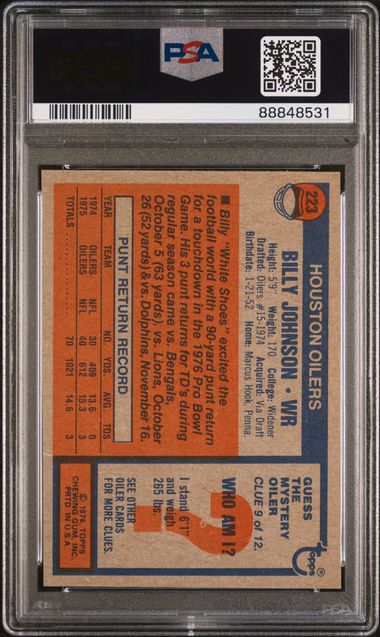 PSA
88848531
223
HOUSTON OILERS
BILLY JOHNSON • WR
Height: 5'9" Weight: 170 College: Widener
Drafted: Oilers #15-1974 Acquired: Via Draft
Birthdate: 1-21-52 Home: Marcus Hook, Penna.
■ Billy "White Shoes" excited the
football world with a 90-yard punt return
for a touchdown in the 1976 Pro Bowl
Game. His 3 punt returns for TD's during
regular season came vs. Bengals,
October 5 (63 yards) vs. Lions, October
26 (52 yards) & vs. Dolphins, November 16.
PUNT RETURN RECORD
YEAR TEAM NO. YDS AVG. TDS
1974 OILERS NFL 30 409 13.6 0
1975 OILERS NFL 40 612 15.3 3
TOTALS 70 1021 14.6 3
topps®
GUESS
THE
MYSTERY
OILER
CLUE 9 of 12.
?
WHO AM I?
I stand 6'1"
and weigh
265 lbs.
SEE OTHER
OILER CARDS
FOR MORE CLUES.
© 1976 TOPPS
CHEWING GUM, INC.
PRTD. IN U.S.A.